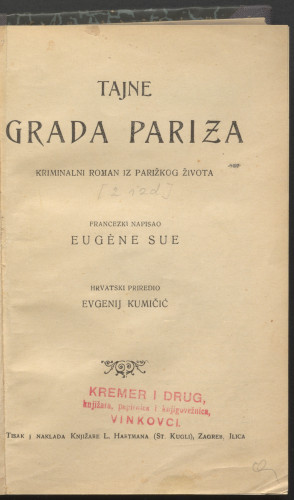 TAJNE
GRADA PARIZA
KRIMINALNI ROMAN IZ PARIŽKOG ŽIVOTA
[2 izd]
FRANCEZKI NAPISAO
EUGÈNE SUE
HRVATSKI PRIREDIO
EVGENIJ KUMIČIĆ
KREMER I DRUG,
knjižara, papirnica i knjigovežnica,
VINKOVCI.
TISAK I NAKLADA KNJIŽARE L. HARTMANA (ST. KUGLI), ZAGREB, ILICA